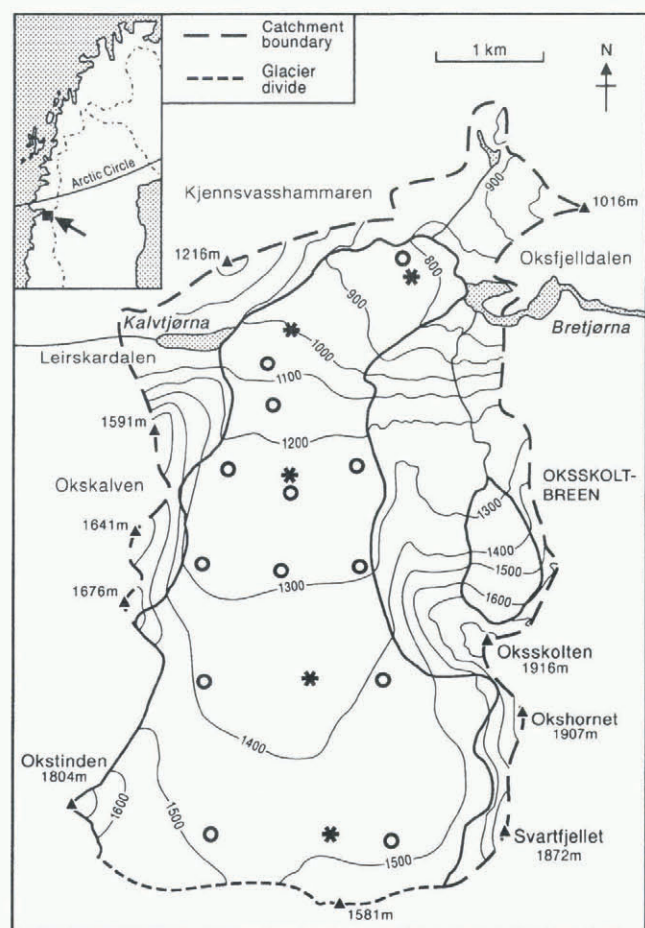 Catchment
boundary
Glacier
divide
1 km
N
Arctic Circle
Kjennsvasshammaren
900
1016m
1216m
Oksfjelldalen
800
900
Kalvtjørna
Bretjørna
Leirskardalen
1000
1100
1591m
1200
Okskalven
OKSSKOLT-
BREEN
1300
1641m
1400
1500
1676m
1300
1600
Oksskolten
1916m
Okshornet
1907m
1400
Okstinden
1804m
1600
1500
Svartfjellet
1872m
1500
1581m